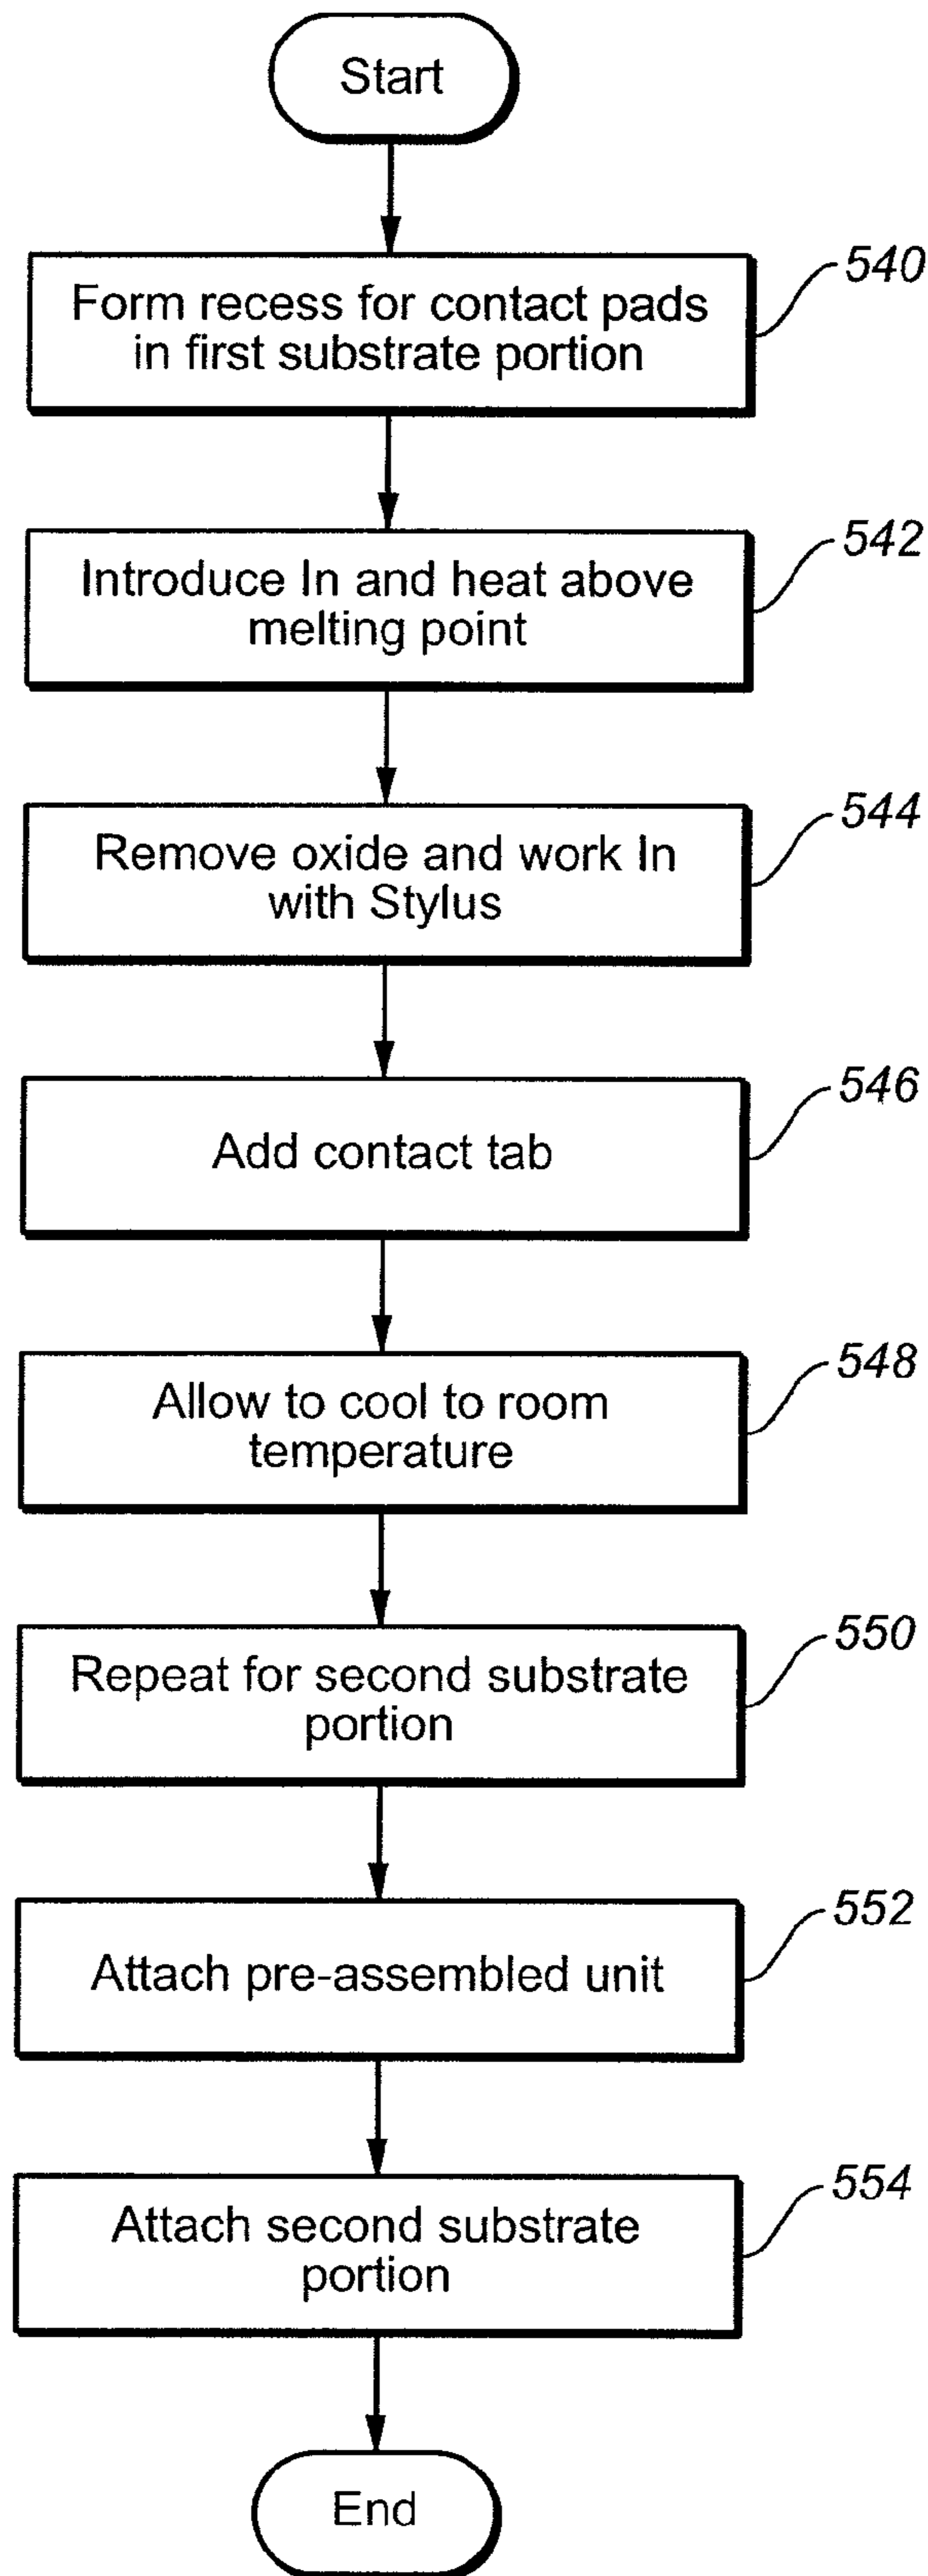 Start
540
Form recess for contact pads
in first substrate portion
542
Introduce In and heat above
melting point
544
Remove oxide and work In
with Stylus
546
Add contact tab
548
Allow to cool to room
temperature
550
Repeat for second substrate
portion
552
Attach pre-assembled unit
554
Attach second substrate
portion
End